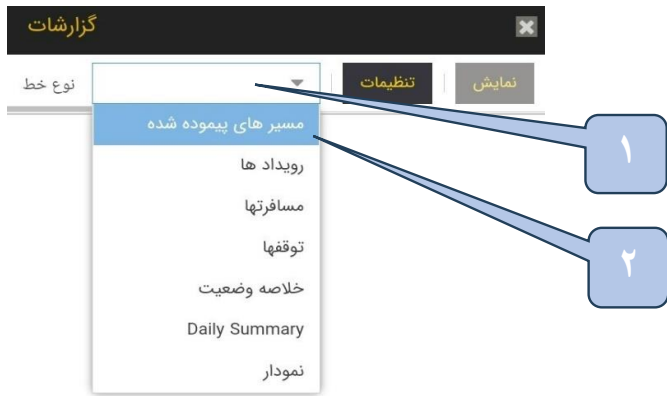 گزارشات
نمایش
تنظیمات
نوع خط
مسیر های پیموده شده
رویداد ها
مسافرتها
توقفها
خلاصه وضعیت
Daily Summary
نمودار
۱
۲